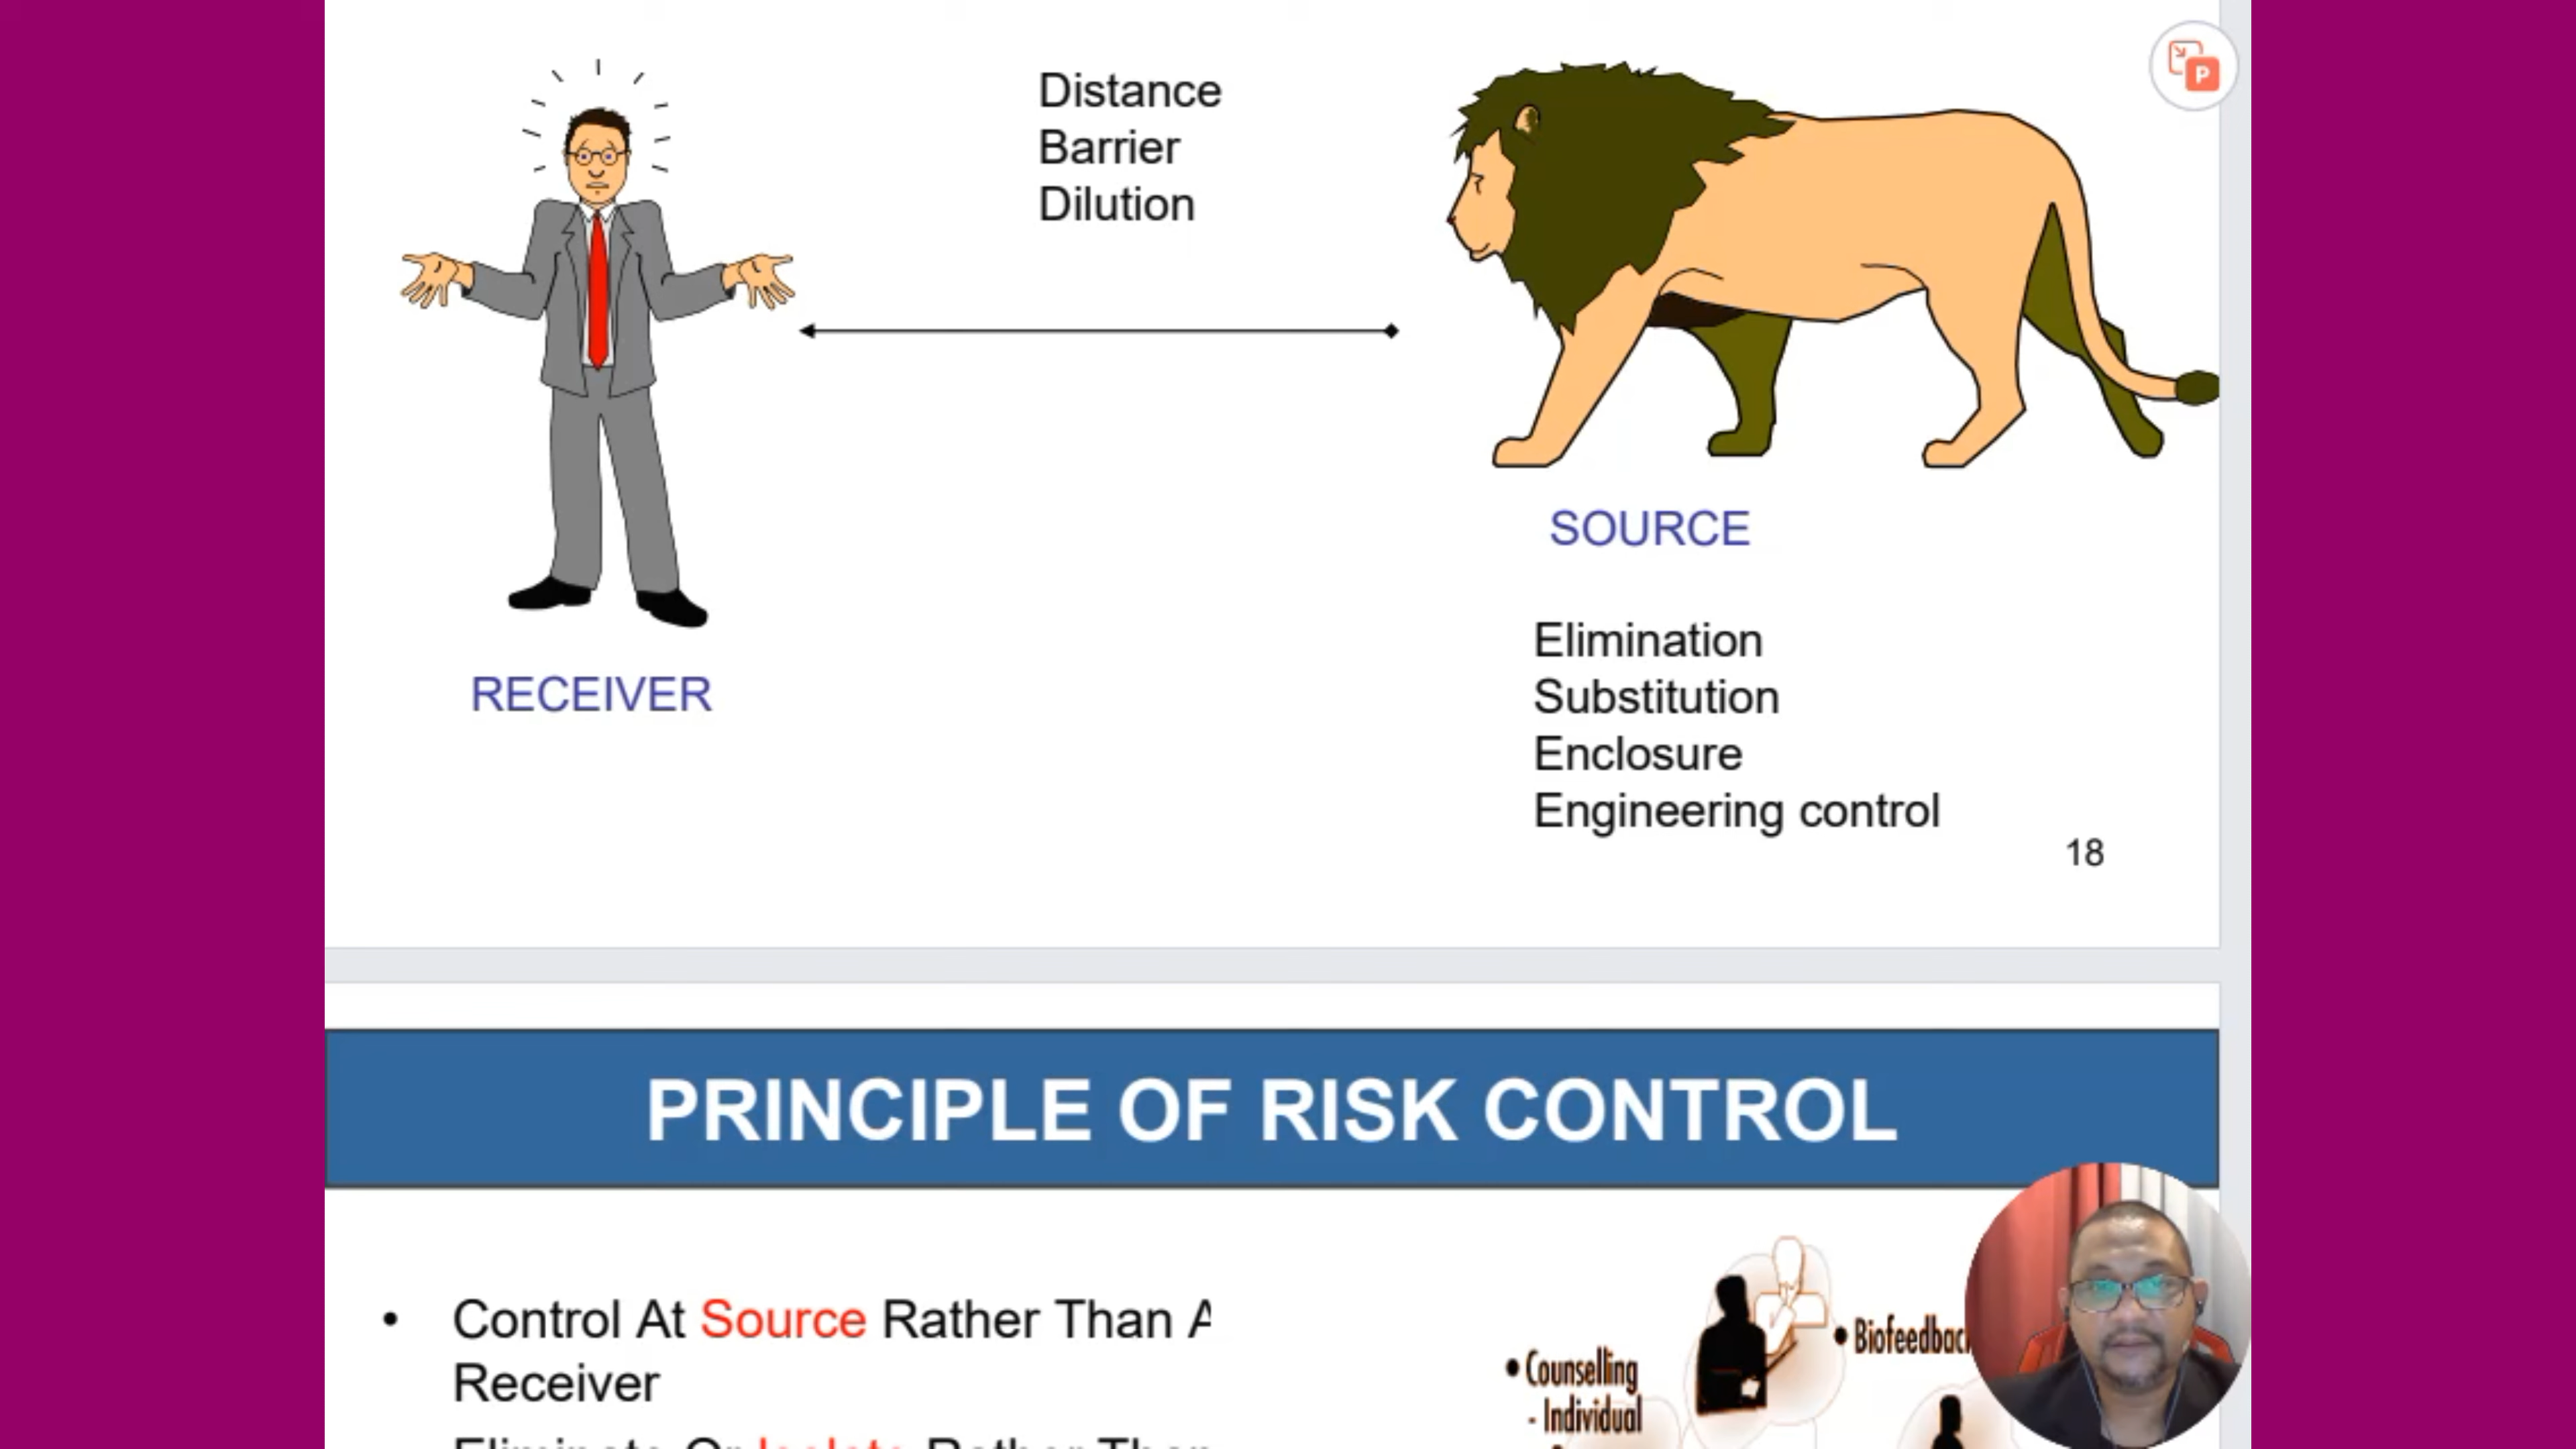 Distance
Barrier
Dilution
P
SOURCE
RECEIVER
Elimination
Substitution
Enclosure
Engineering control
18
PRINCIPLE OF RISK CONTROL
• Control At Source Rather Than A
Receiver
• Counselling
- Individual
• Biofeedbac